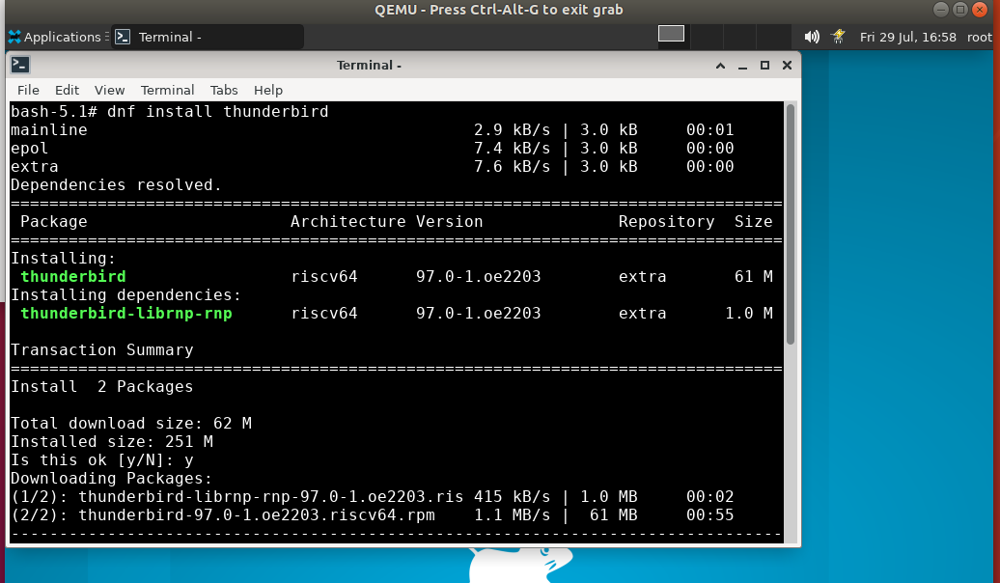 QEMU - Press Ctrl-Alt-G to exit grab
Applications Terminal - Fri 29 Jul, 16:58 root
Terminal -
File Edit View Terminal Tabs Help
bash-5.1# dnf install thunderbird
mainline 2.9 kB/s | 3.0 kB 00:01
epol 7.4 kB/s | 3.0 kB 00:00
extra 7.6 kB/s | 3.0 kB 00:00
Dependencies resolved.
================================================================================
Package Architecture Version Repository Size
================================================================================
Installing:
thunderbird riscv64 97.0-1.oe2203 extra 61 M
Installing dependencies:
thunderbird-librnp-rnp riscv64 97.0-1.oe2203 extra 1.0 M
Transaction Summary
================================================================================
Install 2 Packages
Total download size: 62 M
Installed size: 251 M
Is this ok [y/N]: y
Downloading Packages:
(1/2): thunderbird-librnp-rnp-97.0-1.oe2203.ris 415 kB/s | 1.0 MB 00:02
(2/2): thunderbird-97.0-1.oe2203.riscv64.rpm 1.1 MB/s | 61 MB 00:55
--------------------------------------------------------------------------------